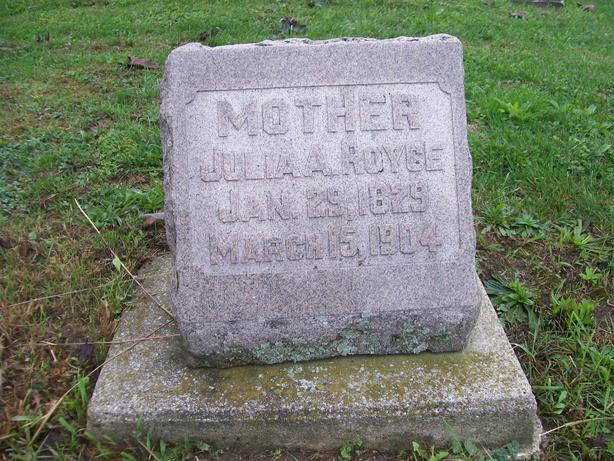 MOTHER
JULIA A. ROYCE
JAN. 29, 1829
MARCH 15, 1904